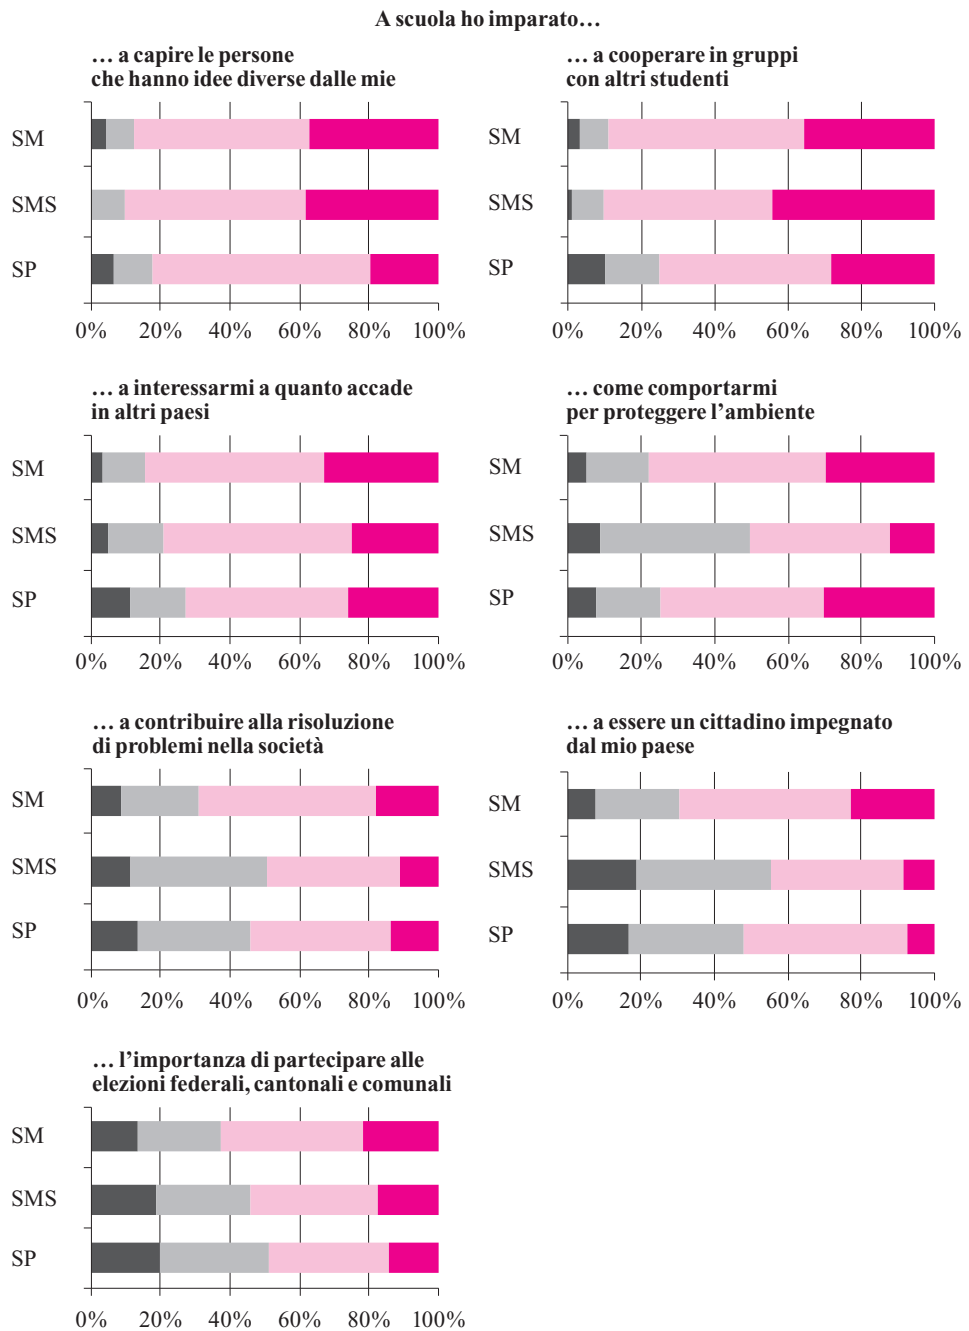 A scuola ho imparato…
… a capire le persone
che hanno idee diverse dalle mie
SM
SMS
SP
0% 20% 40% 60% 80% 100%
… a cooperare in gruppi
con altri studenti
SM
SMS
SP
0% 20% 40% 60% 80% 100%
… a interessarmi a quanto accade
in altri paesi
SM
SMS
SP
0% 20% 40% 60% 80% 100%
… come comportarmi
per proteggere l’ambiente
SM
SMS
SP
0% 20% 40% 60% 80% 100%
… a contribuire alla risoluzione
di problemi nella società
SM
SMS
SP
0% 20% 40% 60% 80% 100%
… a essere un cittadino impegnato
dal mio paese
SM
SMS
SP
0% 20% 40% 60% 80% 100%
… l’importanza di partecipare alle
elezioni federali, cantonali e comunali
SM
SMS
SP
0% 20% 40% 60% 80% 100%